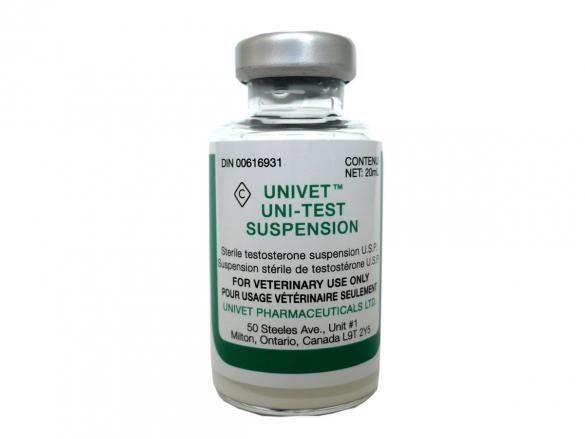 DIN 00616931
CONTENU
NET: 20mL
C
UNIVET™
UNI-TEST
SUSPENSION
Sterile testosterone suspension U.S.P.
Suspension stérile de testostérone U.S.P.
FOR VETERINARY USE ONLY
POUR USAGE VÉTÉRINAIRE SEULEMENT
UNIVET PHARMACEUTICALS LTD.
50 Steeles Ave., Unit #1
Milton, Ontario, Canada L9T 2Y5